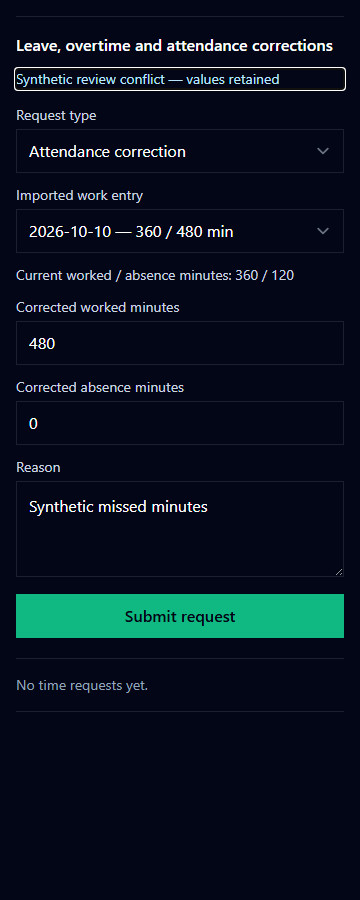 Leave, overtime and attendance corrections
Synthetic review conflict — values retained
Request type
Attendance correction
Imported work entry
2026-10-10 — 360 / 480 min
Current worked / absence minutes: 360 / 120
Corrected worked minutes
480
Corrected absence minutes
0
Reason
Synthetic missed minutes
Submit request
No time requests yet.